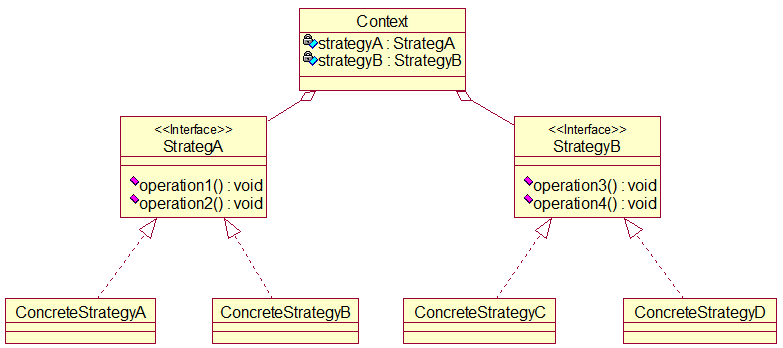 Context
strategyA : StrategA
strategyB : StrategyB
<<Interface>>
StrategA
operation1() : void
operation2() : void
<<Interface>>
StrategyB
operation3() : void
operation4() : void
ConcreteStrategyA
ConcreteStrategyB
ConcreteStrategyC
ConcreteStrategyD